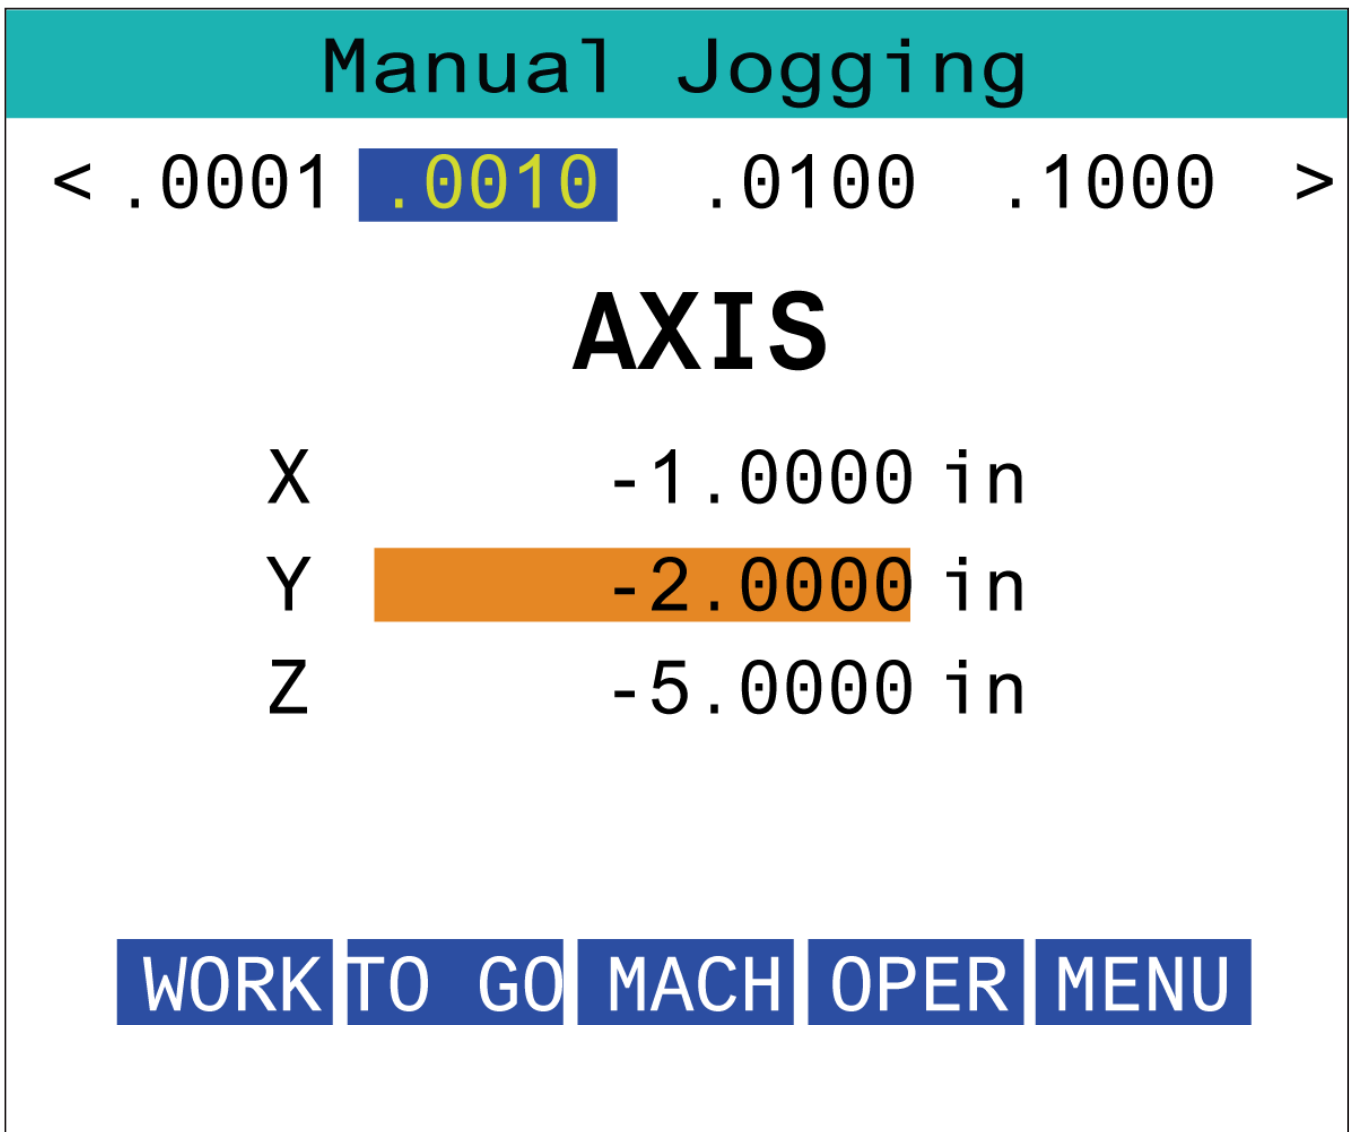 Manual Jogging
< .0001 .0010 .0100 .1000 >
AXIS
X -1.0000 in
Y -2.0000 in
Z -5.0000 in
WORK TO GO MACH OPER MENU